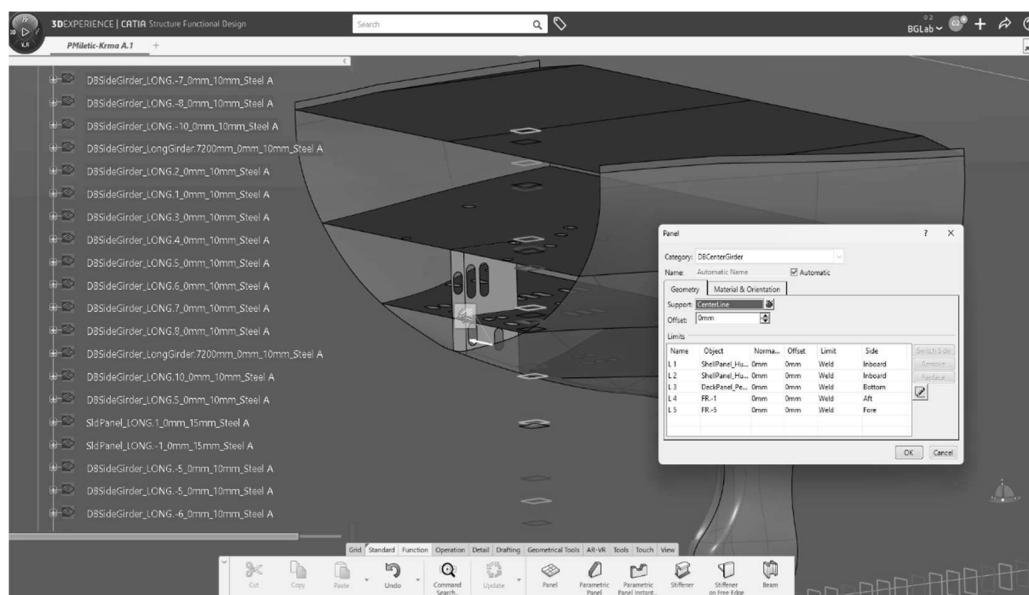 3DEXPERIENCE | CATIA Structure Functional Design
Search
BGLab
3D
V.R
PMiletic-Krma A.1
DBSideGirder_LONG.-7_0mm_10mm_Steel A
DBSideGirder_LONG.-8_0mm_10mm_Steel A
DBSideGirder_LONG.-10_0mm_10mm_Steel A
DBSideGirder_LongGirder.7200mm_0mm_10mm_Steel A
DBSideGirder_LONG.2_0mm_10mm_Steel A
DBSideGirder_LONG.1_0mm_10mm_Steel A
DBSideGirder_LONG.3_0mm_10mm_Steel A
DBSideGirder_LONG.4_0mm_10mm_Steel A
DBSideGirder_LONG.5_0mm_10mm_Steel A
DBSideGirder_LONG.6_0mm_10mm_Steel A
DBSideGirder_LONG.7_0mm_10mm_Steel A
DBSideGirder_LONG.8_0mm_10mm_Steel A
DBSideGirder_LongGirder.7200mm_0mm_10mm_Steel A
DBSideGirder_LONG.10_0mm_10mm_Steel A
DBSideGirder_LONG.5_0mm_10mm_Steel A
SldPanel_LONG.1_0mm_15mm_Steel A
SldPanel_LONG.-1_0mm_15mm_Steel A
DBSideGirder_LONG.-5_0mm_10mm_Steel A
DBSideGirder_LONG.-5_0mm_10mm_Steel A
DBSideGirder_LONG.-6_0mm_10mm_Steel A
Panel ? X
Category: DBCenterGirder
Name: Automatic Name Automatic
Geometry Material & Orientation
Support: CenterLine
Offset: 0mm
Limits
Name Object Norma... Offset Limit Side
L 1 ShellPanel_Hu... 0mm 0mm Weld Inboard
L 2 ShellPanel_Hu... 0mm 0mm Weld Inboard
L 3 DeckPanel_Pe... 0mm 0mm Weld Bottom
L 4 FR.-1 0mm 0mm Weld Aft
L 5 FR.-5 0mm 0mm Weld Fore
Switch Side
Remove
Replace
OK Cancel
Grid Standard Function Operation Detail Drafting Geometrical Tools AR-VR Tools Touch View
Cut Copy Paste Undo Command Search... Update Panel Parametric Panel Parametric Panel Instant... Stiffener Stiffener on Free Edge Beam